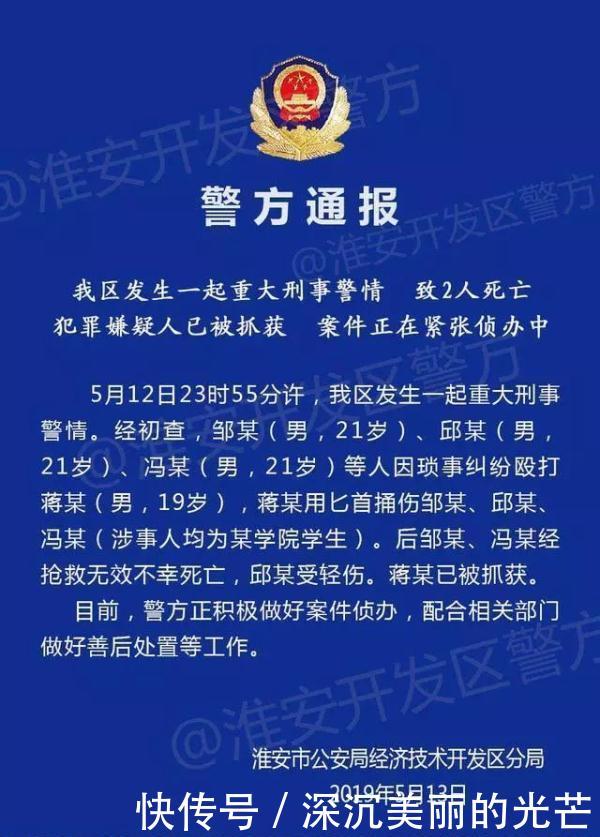 @淮安开发区警方
警方通报
@淮安开发区警方
我区发生一起重大刑事警情 致2人死亡
犯罪嫌疑人已被抓获 案件正在紧张侦办中
5月12日23时55分许，我区发生一起重大刑事
警情。经初查，邹某（男，21岁）、邱某（男，
21岁）、冯某（男，21岁）等人因琐事纠纷殴打
蒋某（男，19岁），蒋某用匕首捅伤邹某、邱某、
冯某（涉事人均为某学院学生）。后邹某、冯某经
抢救无效不幸死亡，邱某受轻伤。蒋某已被抓获。
目前，警方正积极做好案件侦办，配合相关部门
做好善后处置等工作。
@淮安开发区警方
@淮安开发区警方
淮安市公安局经济技术开发区分局
2019年5月13日
快传号 / 深沉美丽的光芒